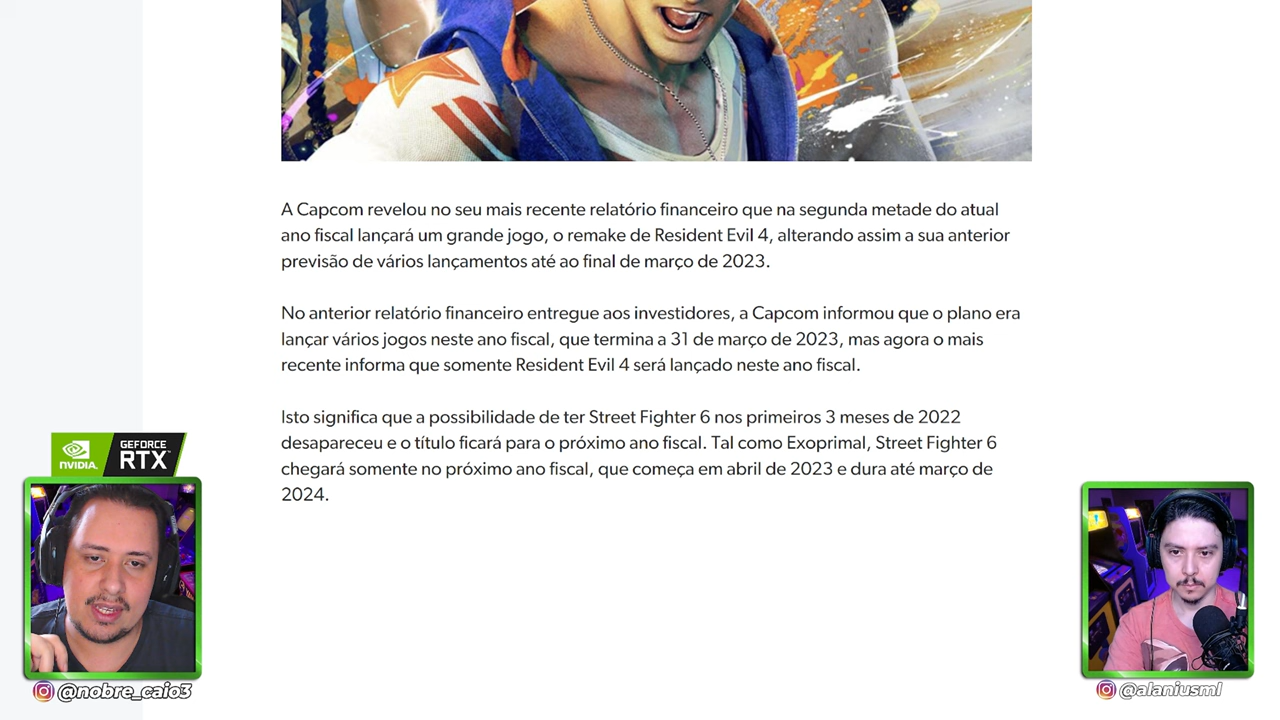 A Capcom revelou no seu mais recente relatório financeiro que na segunda metade do atual
ano fiscal lançará um grande jogo, o remake de Resident Evil 4, alterando assim a sua anterior
previsão de vários lançamentos até ao final de março de 2023.
No anterior relatório financeiro entregue aos investidores, a Capcom informou que o plano era
lançar vários jogos neste ano fiscal, que termina a 31 de março de 2023, mas agora o mais
recente informa que somente Resident Evil 4 será lançado neste ano fiscal.
Isto significa que a possibilidade de ter Street Fighter 6 nos primeiros 3 meses de 2022
desapareceu e o título ficará para o próximo ano fiscal. Tal como Exoprimal, Street Fighter 6
chegará somente no próximo ano fiscal, que começa em abril de 2023 e dura até março de
2024.
NVIDIA. GEFORCE RTX
@nobre_caio3
@alaniusml